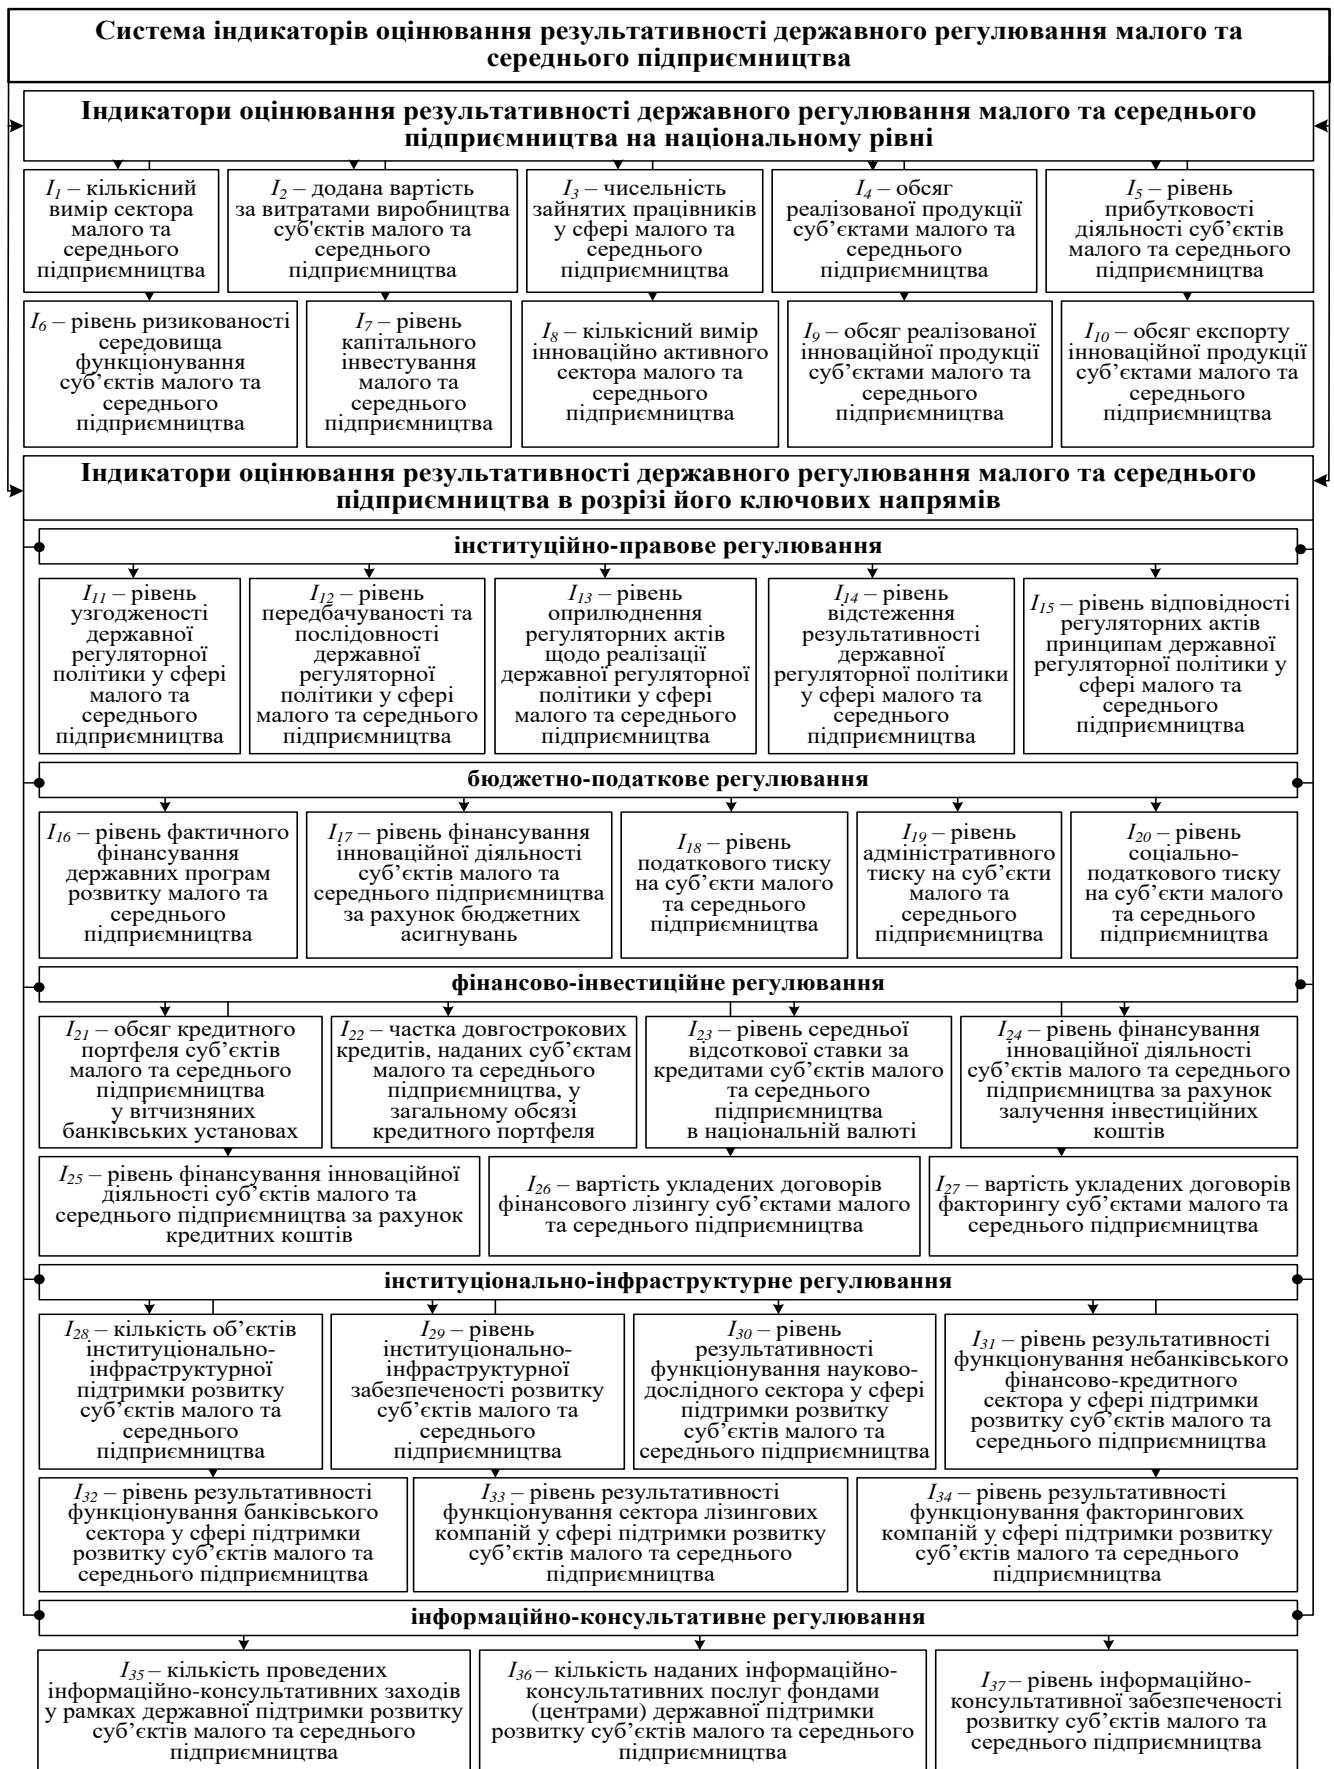 Система індикаторів оцінювання результативності державного регулювання малого та
середнього підприємництва
Індикатори оцінювання результативності державного регулювання малого та середнього
підприємництва на національному рівні
I1 – кількісний
вимір сектора
малого та
середнього
підприємництва
I2 – додана вартість
за витратами виробництва
суб'єктів малого та
середнього
підприємництва
I3 – чисельність
зайнятих працівників
у сфері малого та
середнього
підприємництва
I4 – обсяг
реалізованої продукції
суб’єктами малого та
середнього
підприємництва
I5 – рівень
прибутковості
діяльності суб’єктів
малого та середнього
підприємництва
I6 – рівень ризикованості
середовища
функціонування
суб’єктів малого та
середнього
підприємництва
I7 – рівень
капітального
інвестування
малого та
середнього
підприємництва
I8 – кількісний вимір
інноваційно активного
сектора малого та
середнього
підприємництва
I9 – обсяг реалізованої
інноваційної продукції
суб’єктами малого та
середнього
підприємництва
I10 – обсяг експорту
інноваційної продукції
суб’єктами малого та
середнього
підприємництва
Індикатори оцінювання результативності державного регулювання малого та середнього
підприємництва в розрізі його ключових напрямів
інституційно-правове регулювання
I11 – рівень
узгодженості
державної
регуляторної
політики у сфері
малого та
середнього
підприємництва
I12 – рівень
передбачуваності та
послідовності
державної
регуляторної
політики у сфері
малого та середнього
підприємництва
I13 – рівень
оприлюднення
регуляторних актів
щодо реалізації
державної регуляторної
політики у сфері
малого та середнього
підприємництва
I14 – рівень
відстеження
результативності
державної
регуляторної політики
у сфері малого та
середнього
підприємництва
I15 – рівень відповідності
регуляторних актів
принципам державної
регуляторної політики у
сфері малого та
середнього
підприємництва
бюджетно-податкове регулювання
I16 – рівень фактичного
фінансування
державних програм
розвитку малого та
середнього
підприємництва
I17 – рівень фінансування
інноваційної діяльності
суб’єктів малого та
середнього підприємництва
за рахунок бюджетних
асигнувань
I18 – рівень
податкового тиску
на суб’єкти малого
та середнього
підприємництва
I19 – рівень
адміністративного
тиску на суб’єкти
малого та
середнього
підприємництва
I20 – рівень
соціально-
податкового тиску
на суб’єкти малого
та середнього
підприємництва
фінансово-інвестиційне регулювання
I21 – обсяг кредитного
портфеля суб’єктів
малого та середнього
підприємництва
у вітчизняних
банківських установах
I22 – частка довгострокових
кредитів, наданих суб’єктам
малого та середнього
підприємництва, у
загальному обсязі
кредитного портфеля
I23 – рівень середньої
відсоткової ставки за
кредитами суб’єктів малого
та середнього
підприємництва
в національній валюті
I24 – рівень фінансування
інноваційної діяльності
суб’єктів малого та середнього
підприємництва за рахунок
залучення інвестиційних
коштів
I25 – рівень фінансування інноваційної
діяльності суб’єктів малого та
середнього підприємництва за рахунок
кредитних коштів
I26 – вартість укладених договорів
фінансового лізингу суб’єктами малого
та середнього підприємництва
I27 – вартість укладених договорів
факторингу суб’єктами малого та
середнього підприємництва
інституціонально-інфраструктурне регулювання
I28 – кількість об’єктів
інституціонально-
інфраструктурної
підтримки розвитку
суб’єктів малого та
середнього
підприємництва
I29 – рівень
інституціонально-
інфраструктурної
забезпеченості розвитку
суб’єктів малого та
середнього
підприємництва
I30 – рівень
результативності
функціонування науково-
дослідного сектора у сфері
підтримки розвитку
суб’єктів малого та
середнього підприємництва
I31 – рівень результативності
функціонування небанківського
фінансово-кредитного
сектора у сфері підтримки
розвитку суб’єктів малого та
середнього підприємництва
I32 – рівень результативності
функціонування банківського
сектора у сфері підтримки
розвитку суб’єктів малого та
середнього підприємництва
I33 – рівень результативності
функціонування сектора лізингових
компаній у сфері підтримки розвитку
суб’єктів малого та середнього
підприємництва
I34 – рівень результативності
функціонування факторингових
компаній у сфері підтримки розвитку
суб’єктів малого та середнього
підприємництва
інформаційно-консультативне регулювання
I35 – кількість проведених
інформаційно-консультативних заходів
у рамках державної підтримки розвитку
суб’єктів малого та середнього
підприємництва
I36 – кількість наданих інформаційно-
консультативних послуг фондами
(центрами) державної підтримки
розвитку суб’єктів малого та середнього
підприємництва
I37 – рівень інформаційно-
консультативної забезпеченості
розвитку суб’єктів малого та
середнього підприємництва